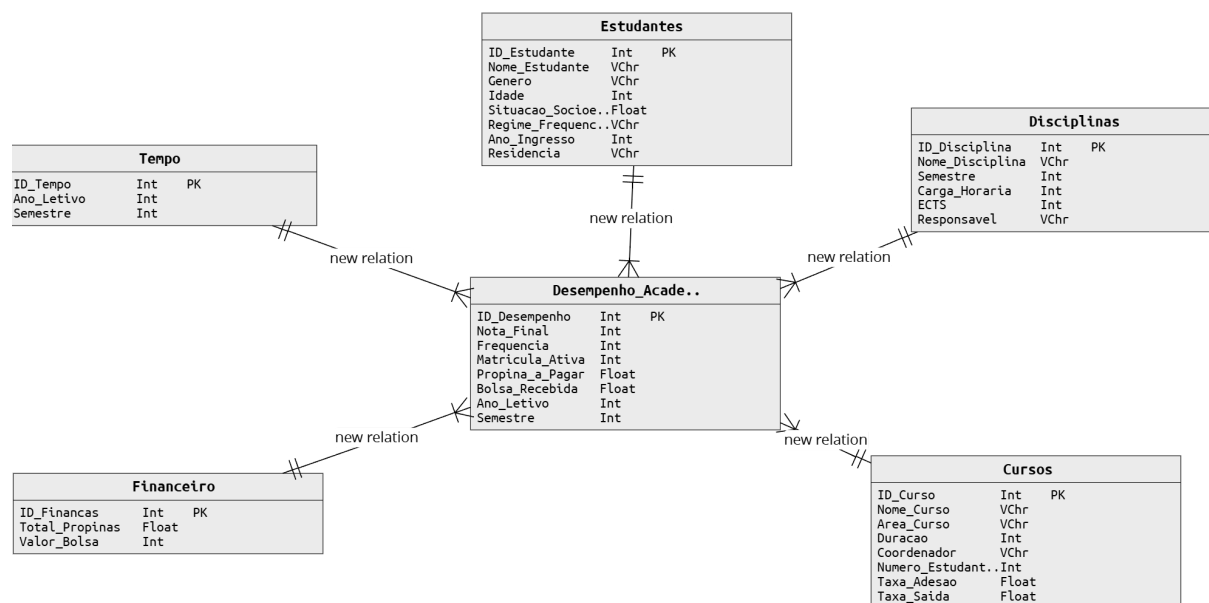 Estudantes
ID_Estudante Int PK
Nome_Estudante VChr
Genero VChr
Idade Int
Situacao_Socioe..Float
Regime_Frequenc..VChr
Ano_Ingresso Int
Residencia VChr
Disciplinas
ID_Disciplina Int PK
Nome_Disciplina VChr
Semestre Int
Carga_Horaria Int
ECTS Int
Responsavel VChr
Tempo
ID_Tempo Int PK
Ano_Letivo Int
Semestre Int
new relation
new relation
new relation
Desempenho_Acade..
ID_Desempenho Int PK
Nota_Final Int
Frequencia Int
Matricula_Ativa Int
Propina_a_Pagar Float
Bolsa_Recebida Float
Ano_Letivo Int
Semestre Int
new relation
new relation
Financeiro
ID_Financas Int PK
Total_Propinas Float
Valor_Bolsa Int
Cursos
ID_Curso Int PK
Nome_Curso VChr
Area_Curso VChr
Duracao Int
Coordenador VChr
Numero_Estudant..Int
Taxa_Adesao Float
Taxa_Saida Float